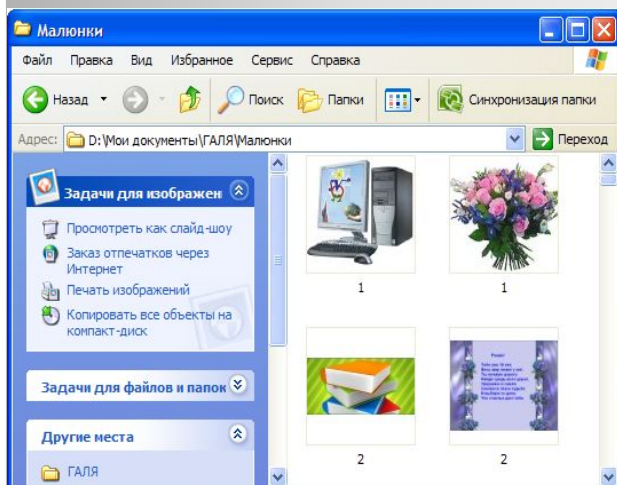 Малюнки
Файл Правка Вид Избранное Сервис Справка
Назад Поиск Папки Синхронизация папки
Адрес: D:\Мои документы\ГАЛЯ\Малюнки Переход
Задачи для изображен
Просмотреть как слайд-шоу
Заказ отпечатков через
Интернет
Печать изображений
Копировать все объекты на
компакт-диск
Задачи для файлов и папок
Другие места
ГАЛЯ
1
1
2
2